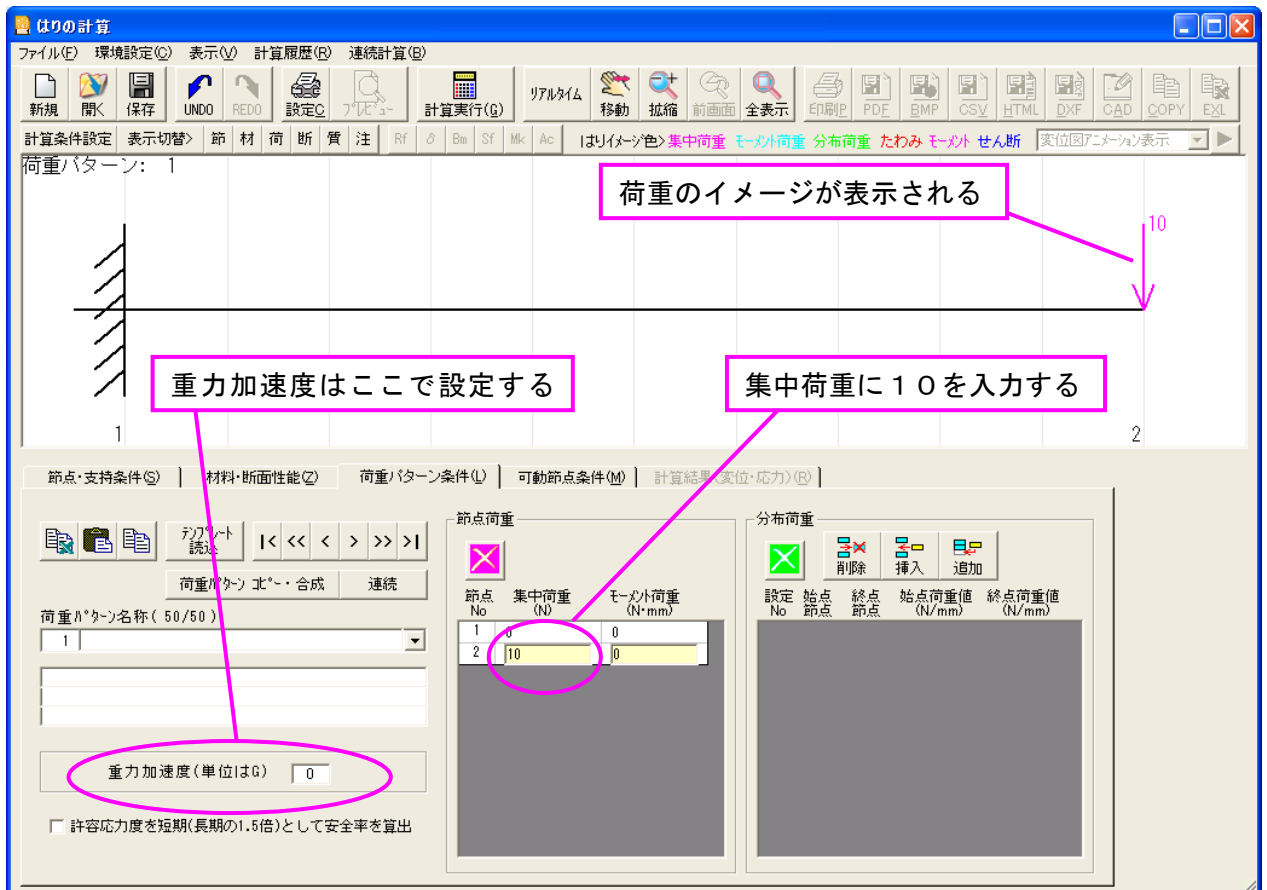 はりの計算
ファイル(F) 環境設定(C) 表示(V) 計算履歴(R) 連続計算(B)
新規 開く 保存 UNDO REDO 設定C プレビュー 計算実行(G) リアルタイム 移動 拡縮 前画面 全表示 印刷P PDF BMP CSV HTML DXF CAD COPY EXL
計算条件設定 表示切替> 節 材 荷 断 質 注 Rf δ Bm Sf Mk Ac はりイメージ色>集中荷重 モーメント荷重 分布荷重 たわみ モーメント せん断 変位図アニメーション表示
荷重パターン: 1
荷重のイメージが表示される
10
重力加速度はここで設定する
集中荷重に10を入力する
1
2
節点・支持条件(S) 材料・断面性能(Z) 荷重パターン条件(L) 可動節点条件(M) 計算結果(変位・応力)(R)
テンプレート
読込
|< << < > >> >|
荷重パターン コピー・合成 連続
荷重パターン名称( 50/50 )
1
重力加速度(単位はG) 0
許容応力度を短期(長期の1.5倍)として安全率を算出
節点荷重
節点 集中荷重 モーメント荷重
No (N) (N・mm)
1 0 0
2 10 0
分布荷重
削除 挿入 追加
設定 始点 終点 始点荷重値 終点荷重値
No 節点 節点 (N/mm) (N/mm)